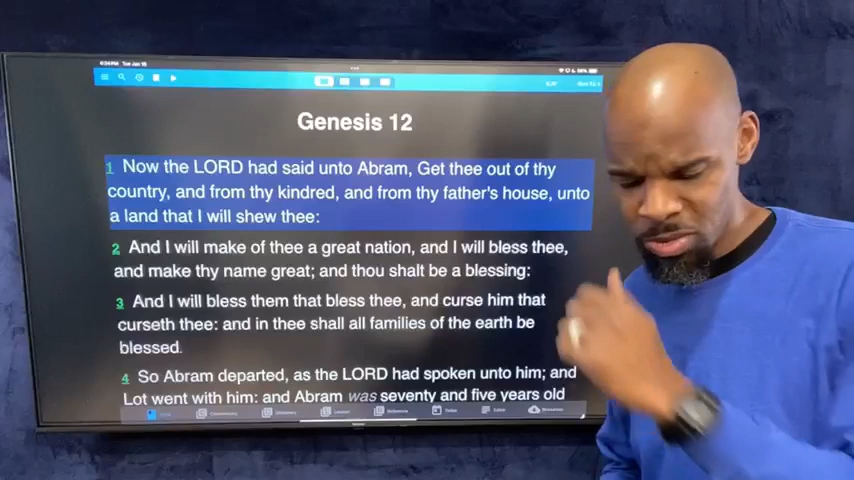 Genesis 12
1 Now the LORD had said unto Abram, Get thee out of thy
country, and from thy kindred, and from thy father's house, unto
a land that I will shew thee:
2 And I will make of thee a great nation, and I will bless thee,
and make thy name great; and thou shalt be a blessing:
3 And I will bless them that bless thee, and curse him that
curseth thee: and in thee shall all families of the earth be
blessed.
4 So Abram departed, as the LORD had spoken unto him; and
Lot went with him: and Abram was seventy and five years old